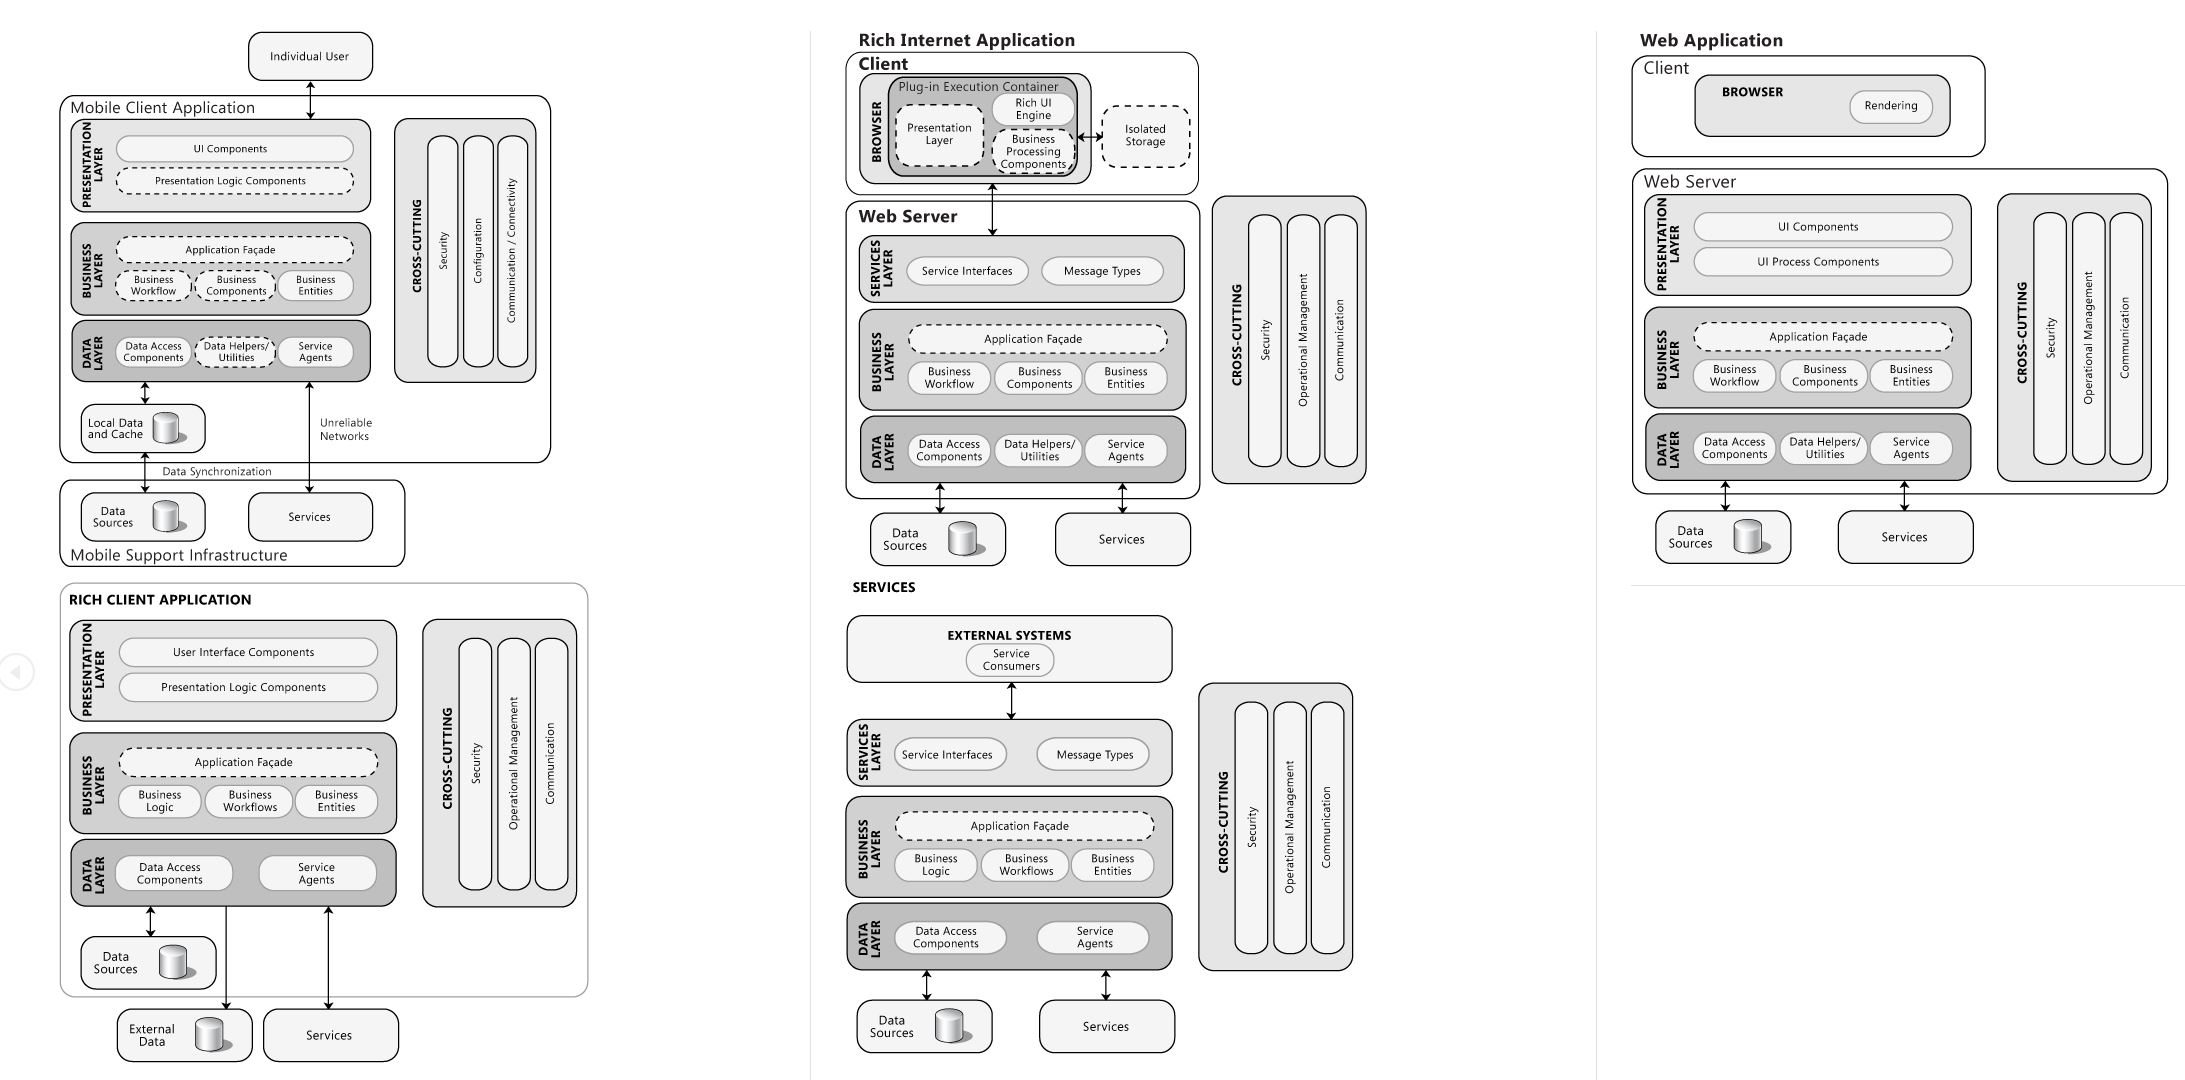 Individual User
Mobile Client Application
PRESENTATION
LAYER
UI Components
Presentation Logic Components
BUSINESS
LAYER
Application Façade
Business
Workflow
Business
Components
Business
Entities
DATA
LAYER
Data Access
Components
Data Helpers/
Utilities
Service
Agents
CROSS-CUTTING
Security
Configuration
Communication / Connectivity
Local Data
and Cache
Unreliable
Networks
Data Synchronization
Data
Sources
Services
Mobile Support Infrastructure
RICH CLIENT APPLICATION
PRESENTATION
LAYER
User Interface Components
Presentation Logic Components
BUSINESS
LAYER
Application Façade
Business
Logic
Business
Workflows
Business
Entities
DATA
LAYER
Data Access
Components
Service
Agents
CROSS-CUTTING
Security
Operational Management
Communication
Data
Sources
External
Data
Services
Rich Internet Application
Client
BROWSER
Plug-in Execution Container
Presentation
Layer
Rich UI
Engine
Business
Processing
Components
Isolated
Storage
Web Server
SERVICES
LAYER
Service Interfaces
Message Types
BUSINESS
LAYER
Application Façade
Business
Workflow
Business
Components
Business
Entities
DATA
LAYER
Data Access
Components
Data Helpers/
Utilities
Service
Agents
CROSS-CUTTING
Security
Operational Management
Communication
Data
Sources
Services
SERVICES
EXTERNAL SYSTEMS
Service
Consumers
SERVICES
LAYER
Service Interfaces
Message Types
BUSINESS
LAYER
Application Façade
Business
Logic
Business
Workflows
Business
Entities
DATA
LAYER
Data Access
Components
Service
Agents
CROSS-CUTTING
Security
Operational Management
Communication
Data
Sources
Services
Web Application
Client
BROWSER
Rendering
Web Server
PRESENTATION
LAYER
UI Components
UI Process Components
BUSINESS
LAYER
Application Façade
Business
Workflow
Business
Components
Business
Entities
DATA
LAYER
Data Access
Components
Data Helpers/
Utilities
Service
Agents
CROSS-CUTTING
Security
Operational Management
Communication
Data
Sources
Services